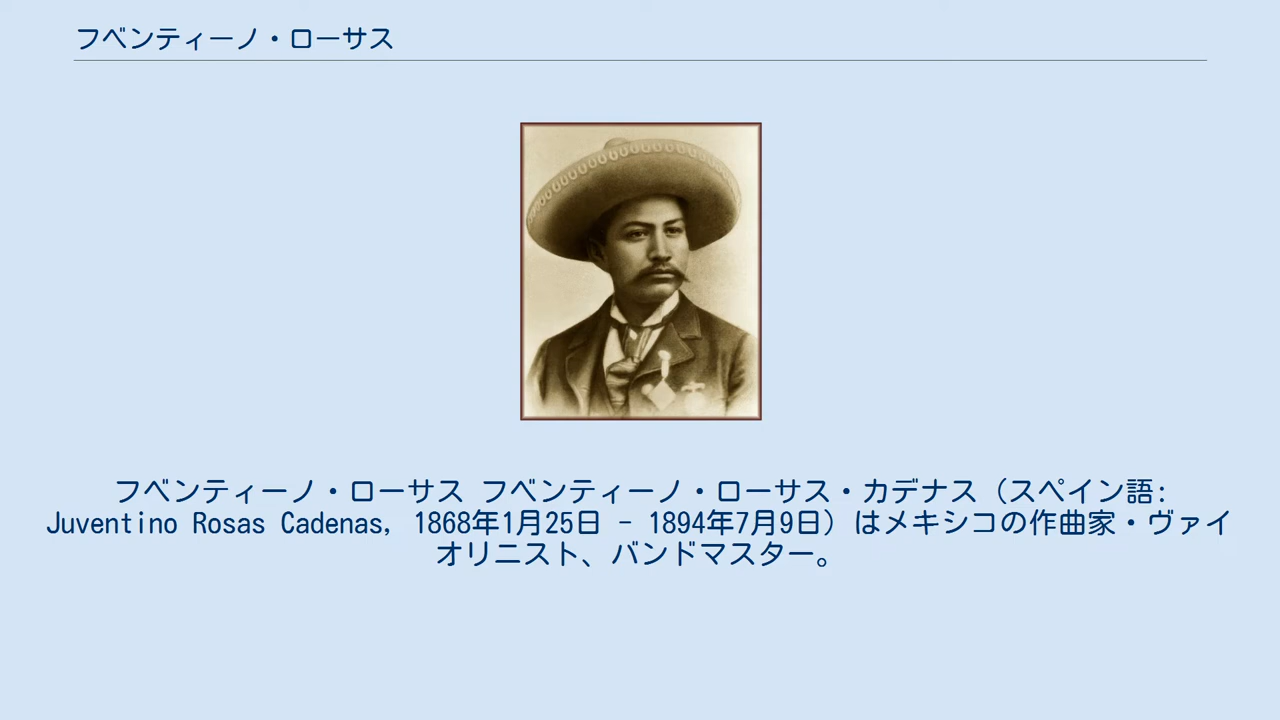 フベンティーノ・ローサス
フベンティーノ・ローサス フベンティーノ・ローサス・カデナス（スペイン語:
Juventino Rosas Cadenas, 1868年1月25日 - 1894年7月9日）はメキシコの作曲家・ヴァイ
オリニスト、バンドマスター。